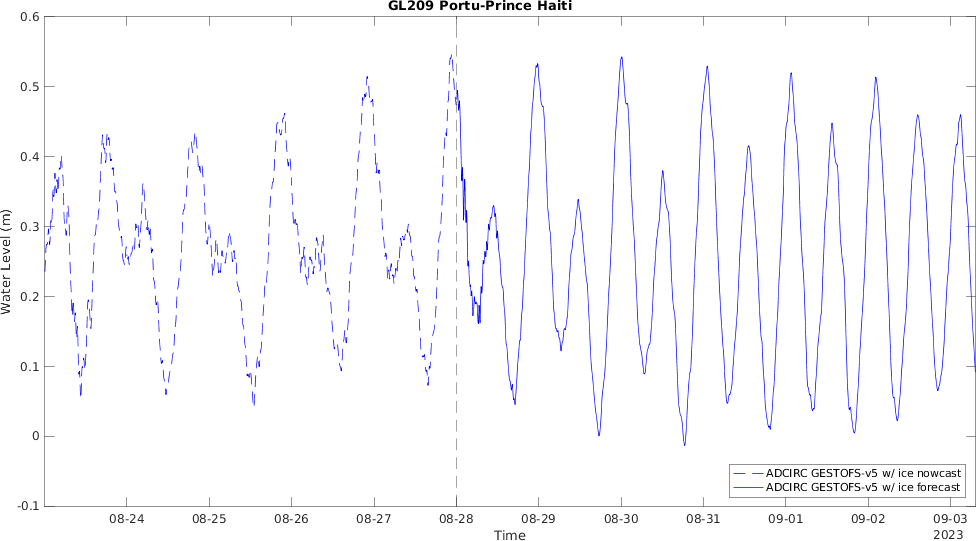 GL209 Portu-Prince Haiti
0.6
0.5
0.4
0.3
0.2
0.1
0
-0.1
Water Level (m)
08-24 08-25 08-26 08-27 08-28 08-29 08-30 08-31 09-01 09-02 09-03
Time
2023
ADCIRC GESTOFS-v5 w/ ice nowcast
ADCIRC GESTOFS-v5 w/ ice forecast